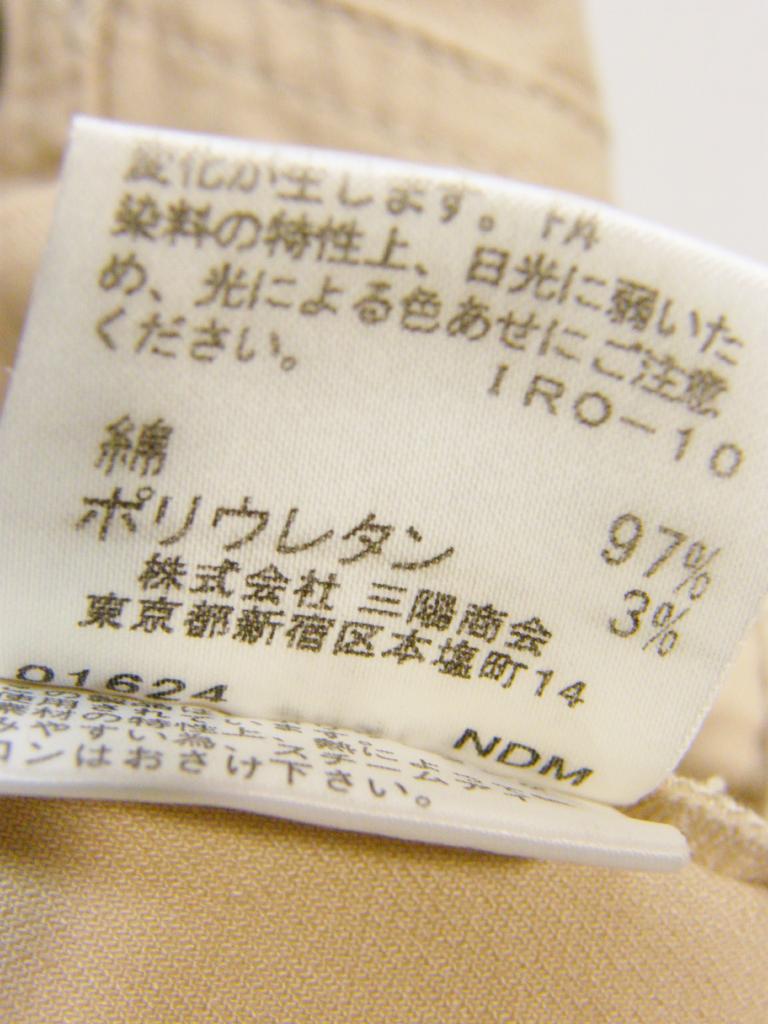 変化が生じます。ﾄA
染料の特性上、日光に弱いた
め、光による色あせにご注意
ください。
IRO-10
綿 97%
ポリウレタン 3%
株式会社 三陽商会
東京都新宿区本塩町14
01624
NDM
ンはおさけ下さい。